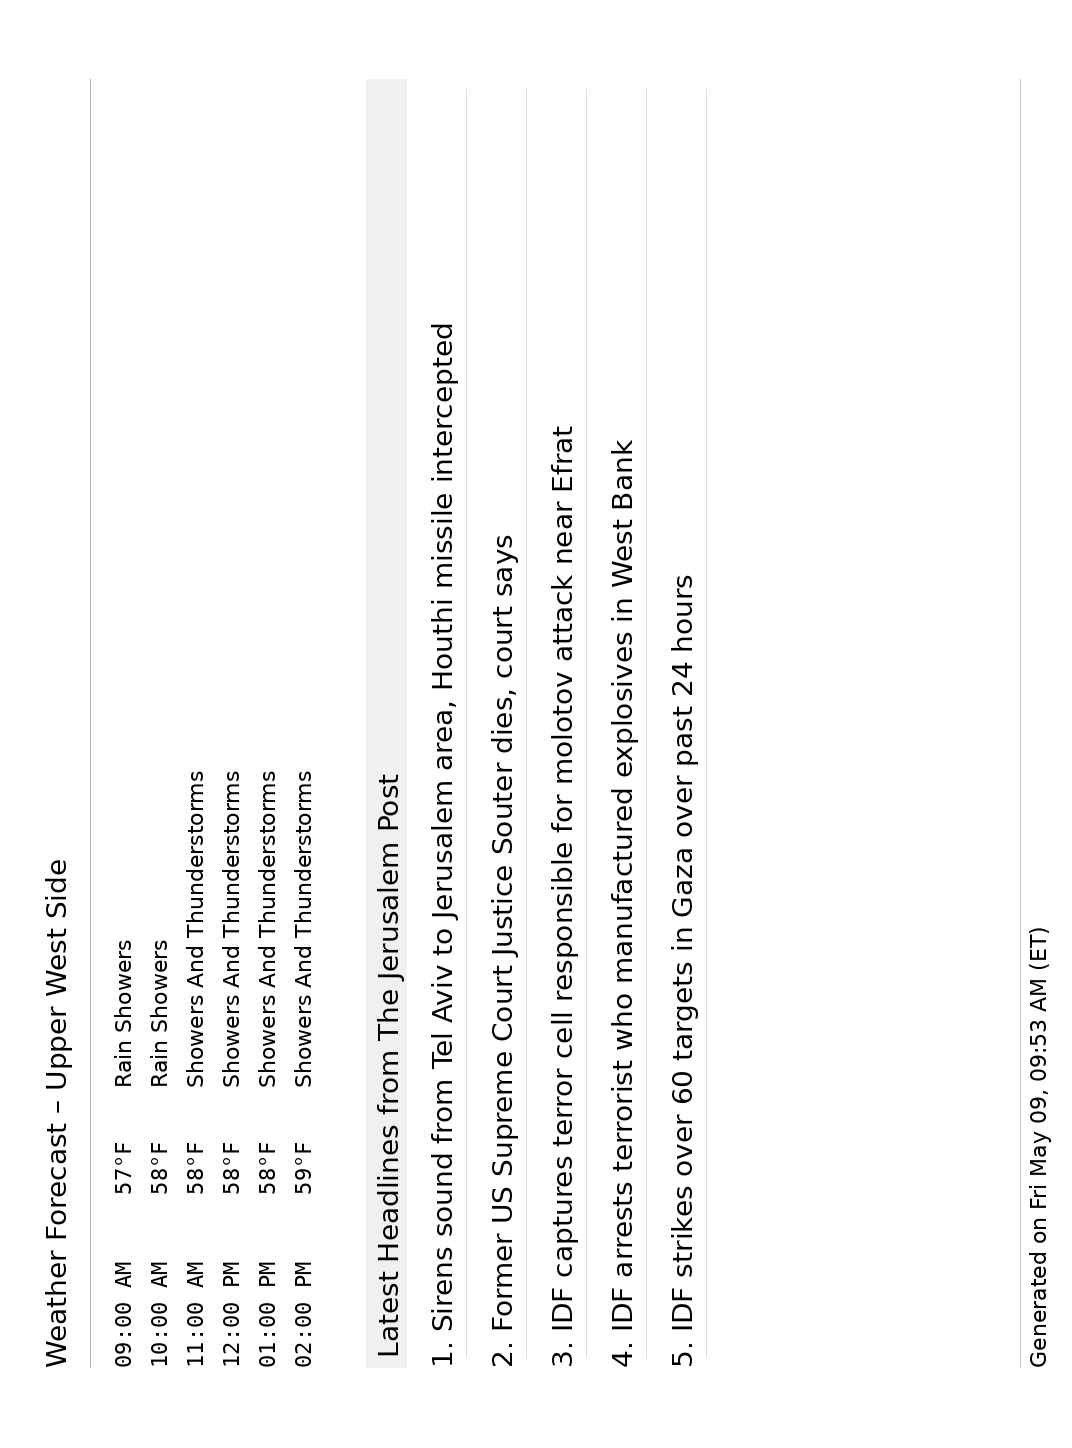 Weather Forecast – Upper West Side
09:00 AM 57°F Rain Showers
10:00 AM 58°F Rain Showers
11:00 AM 58°F Showers And Thunderstorms
12:00 PM 58°F Showers And Thunderstorms
01:00 PM 58°F Showers And Thunderstorms
02:00 PM 59°F Showers And Thunderstorms
Latest Headlines from The Jerusalem Post
1. Sirens sound from Tel Aviv to Jerusalem area, Houthi missile intercepted
2. Former US Supreme Court Justice Souter dies, court says
3. IDF captures terror cell responsible for molotov attack near Efrat
4. IDF arrests terrorist who manufactured explosives in West Bank
5. IDF strikes over 60 targets in Gaza over past 24 hours
Generated on Fri May 09, 09:53 AM (ET)